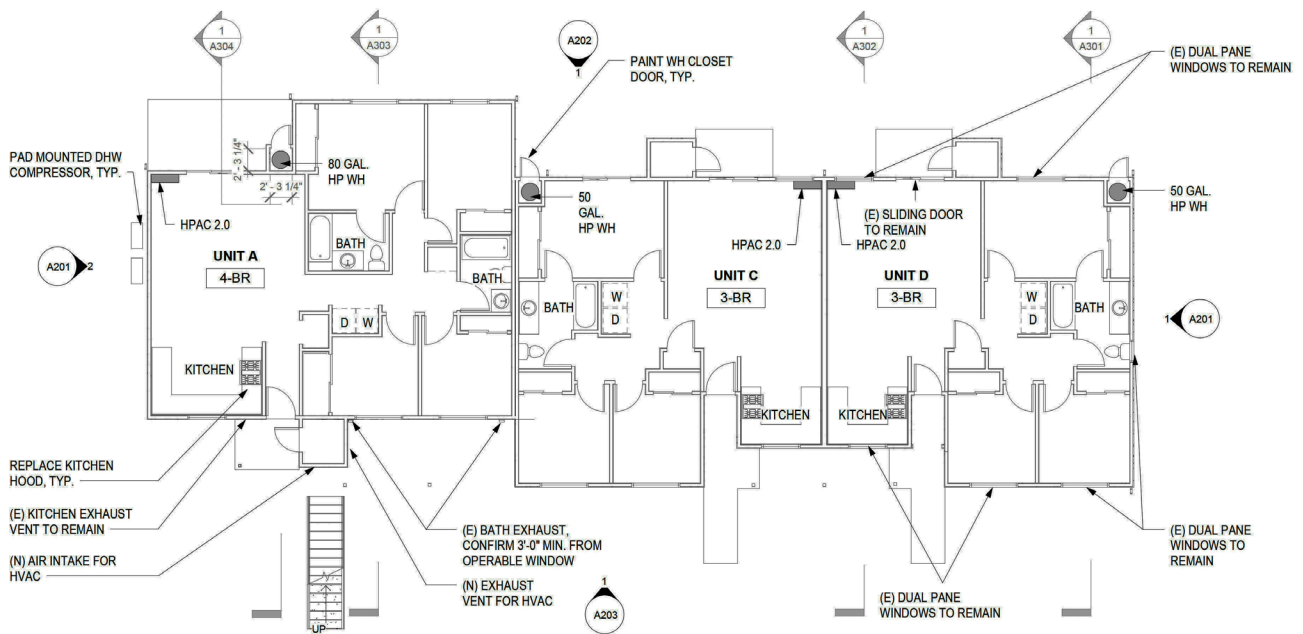 1
A304
1
A303
A202
1
1
A302
1
A301
PAINT WH CLOSET
DOOR, TYP.
(E) DUAL PANE
WINDOWS TO REMAIN
PAD MOUNTED DHW
COMPRESSOR, TYP.
2' - 3 1/4"
2' - 3 1/4"
80 GAL.
HP WH
HPAC 2.0
50
GAL.
HP WH
HPAC 2.0
(E) SLIDING DOOR
TO REMAIN
HPAC 2.0
50 GAL.
HP WH
A201
2
UNIT A
4-BR
BATH
BATH
UNIT C
3-BR
UNIT D
3-BR
BATH
W
D
W
D
BATH
1
A201
D
W
KITCHEN
KITCHEN
KITCHEN
REPLACE KITCHEN
HOOD, TYP.
(E) KITCHEN EXHAUST
VENT TO REMAIN
(N) AIR INTAKE FOR
HVAC
UP
(E) BATH EXHAUST,
CONFIRM 3'-0" MIN. FROM
OPERABLE WINDOW
(N) EXHAUST
VENT FOR HVAC
1
A203
(E) DUAL PANE
WINDOWS TO REMAIN
(E) DUAL PANE
WINDOWS TO
REMAIN